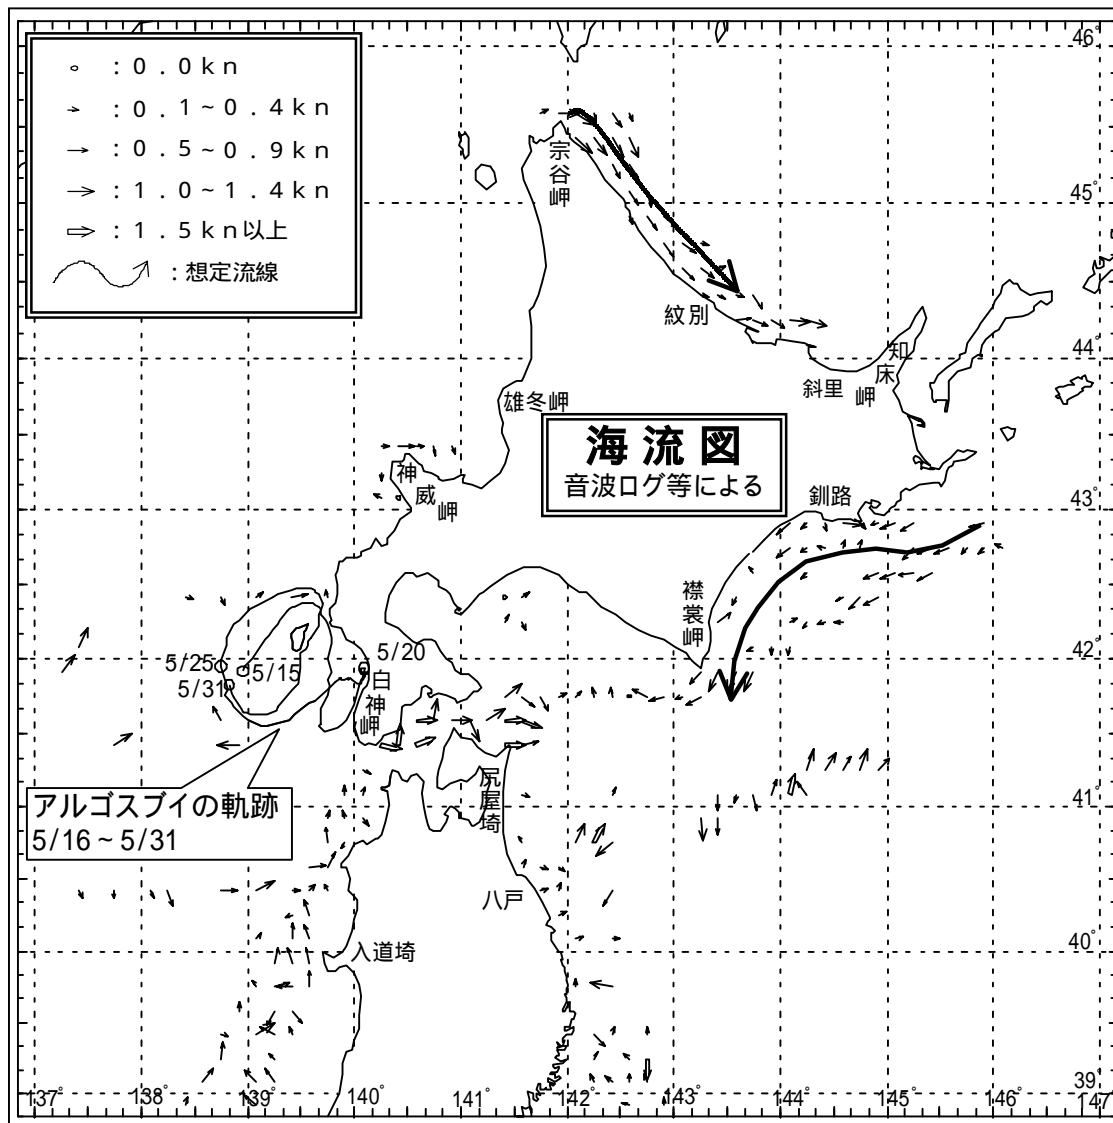 ：０．０ｋｎ
：０．１～０．４ｋｎ
：０．５～０．９ｋｎ
：１．０～１．４ｋｎ
：１．５ｋｎ以上
：想定流線
46°
宗谷岬
45°
紋別
44°
知床岬
斜里
雄冬岬
海流図
音波ログ等による
神威岬
釧路
43°
襟裳岬
5/20
5/25
5/15
5/31
42°
白神岬
尻屋埼
41°
アルゴスブイの軌跡
5/16～5/31
八戸
入道埼
40°
39°
137°
138°
139°
140°
141°
142°
143°
144°
145°
146°
147°